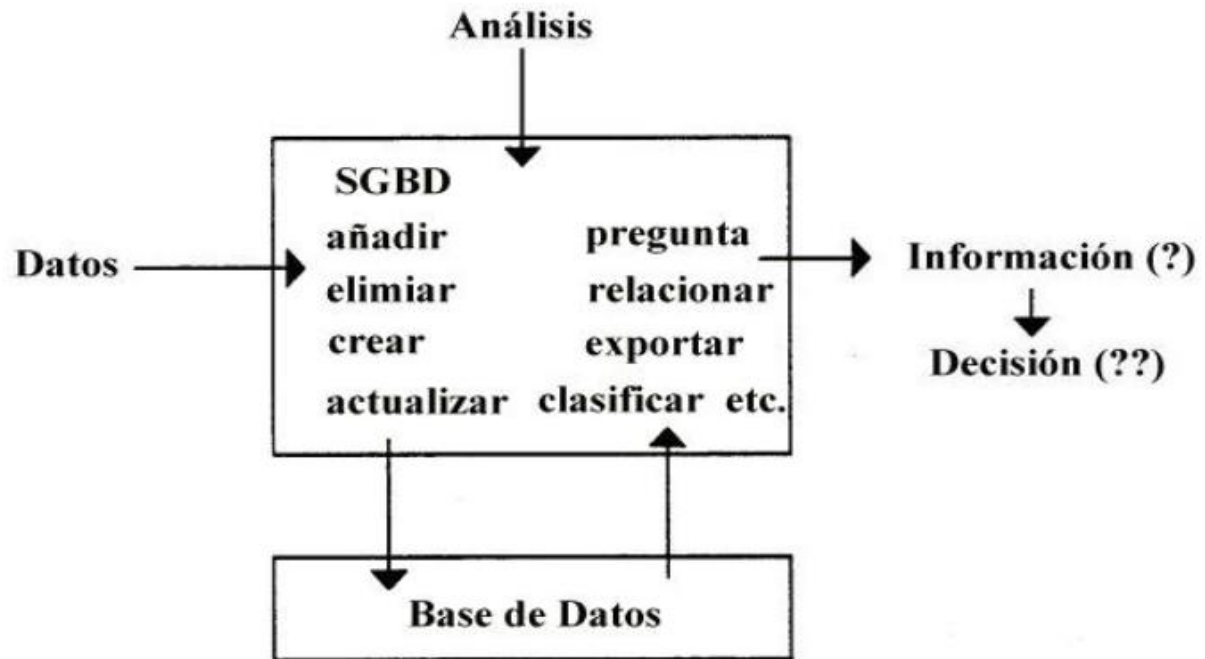 Análisis
SGBD
añadir pregunta
Datos
Información (?)
elimiar relacionar
crear exportar
Decisión (??)
actualizar clasificar etc.
Base de Datos